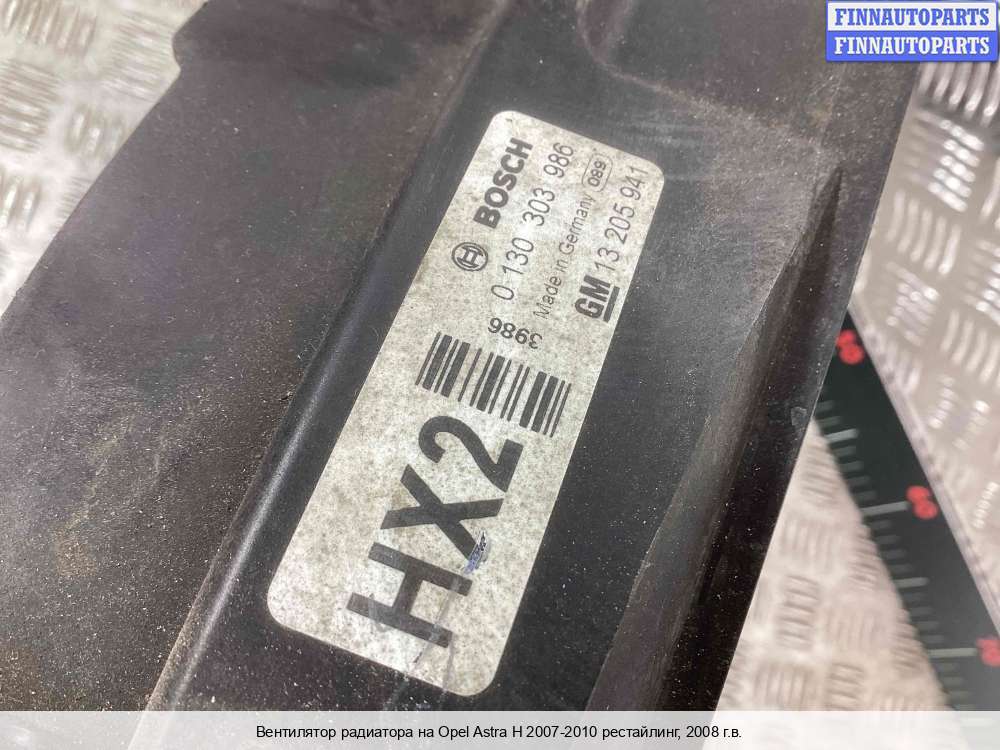 FINNAUTOPARTS
FINNAUTOPARTS
BOSCH
0 130 303 986
Made in Germany 089
GM 13 205 941
3986
HX2
60
Вентилятор радиатора на Opel Astra H 2007-2010 рестайлинг, 2008 г.в.